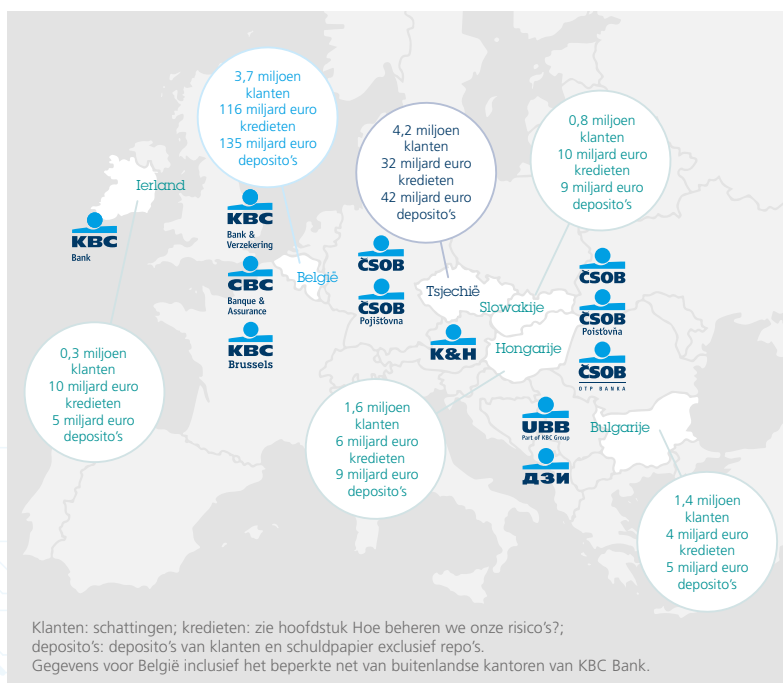 3,7 miljoen
klanten
116 miljard euro
kredieten
135 miljard euro
deposito's
4,2 miljoen
klanten
32 miljard euro
kredieten
42 miljard euro
deposito's
0,8 miljoen
klanten
10 miljard euro
kredieten
9 miljard euro
deposito's
Ierland
KBC
Bank
KBC
Bank &
Verzekering
CBC
Banque &
Assurance
KBC
Brussels
België
ČSOB
ČSOB
Pojišťovna
Tsjechië
Slowakije
ČSOB
ČSOB
Poisťovňa
ČSOB
OTP BANKA
K&H
Hongarije
0,3 miljoen
klanten
10 miljard euro
kredieten
5 miljard euro
deposito's
1,6 miljoen
klanten
6 miljard euro
kredieten
9 miljard euro
deposito's
UBB
Part of KBC Group
ДЗИ
Bulgarije
1,4 miljoen
klanten
4 miljard euro
kredieten
5 miljard euro
deposito's
Klanten: schattingen; kredieten: zie hoofdstuk Hoe beheren we onze risico's?;
deposito's: deposito's van klanten en schuldpapier exclusief repo's.
Gegevens voor België inclusief het beperkte net van buitenlandse kantoren van KBC Bank.